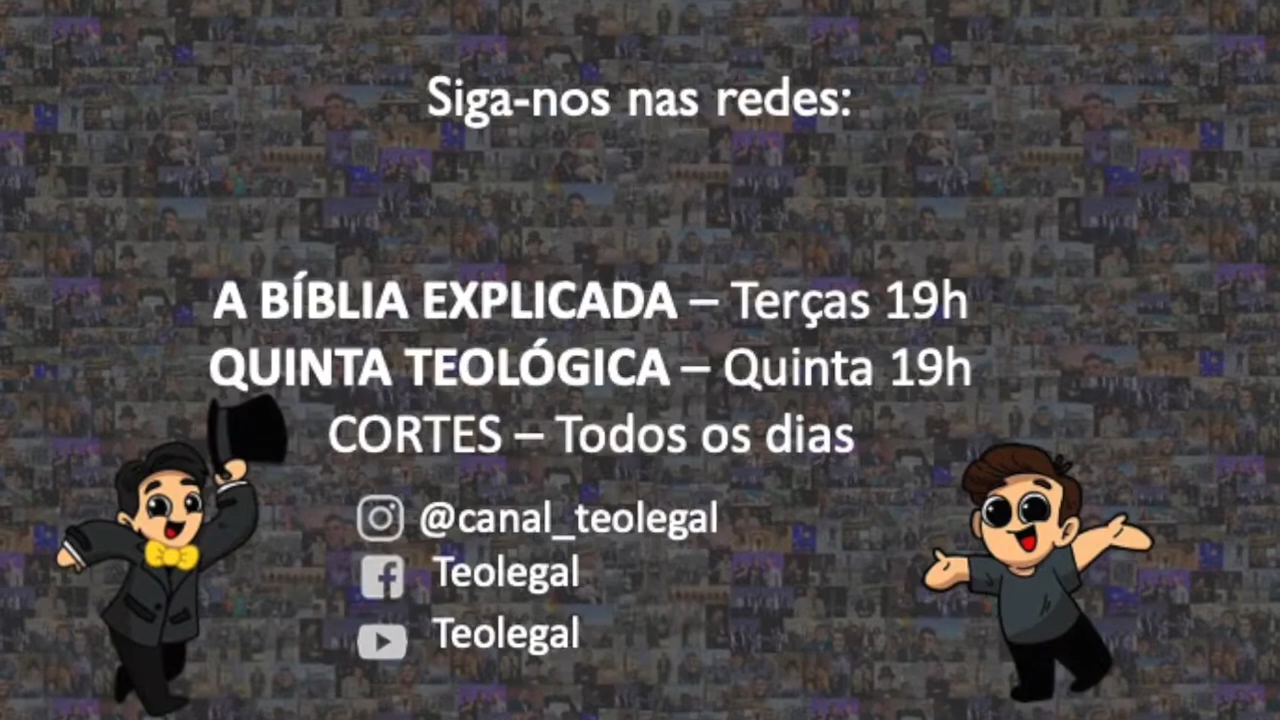 Siga-nos nas redes:
A BÍBLIA EXPLICADA – Terças 19h
QUINTA TEOLÓGICA – Quinta 19h
CORTES – Todos os dias
@canal_teolegal
Teolegal
Teolegal